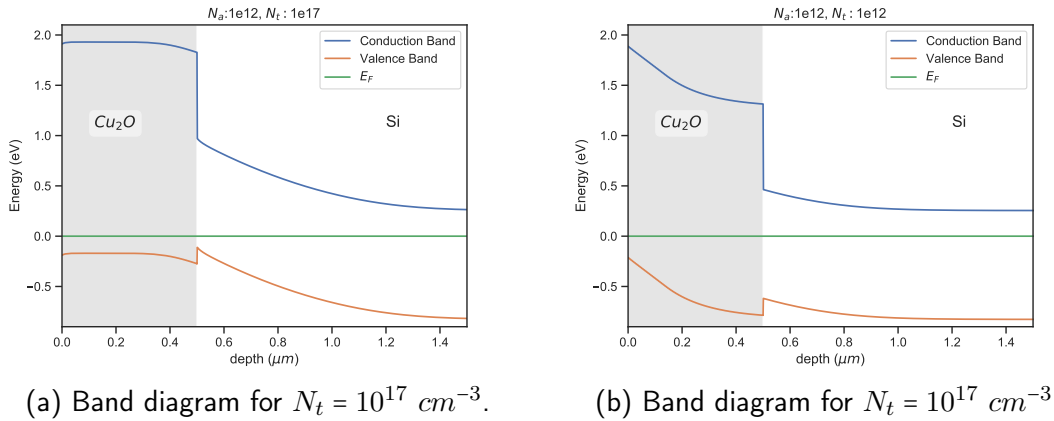 N_a:1e12, N_t : 1e17
2.0
1.5
1.0
0.5
0.0
−0.5
Energy (eV)
Conduction Band
Valence Band
E_F
Cu₂O
Si
0.0 0.2 0.4 0.6 0.8 1.0 1.2 1.4
depth (μm)
(a) Band diagram for N_t = 10¹⁷ cm⁻³.
N_a:1e12, N_t : 1e12
2.0
1.5
1.0
0.5
0.0
−0.5
Energy (eV)
Conduction Band
Valence Band
E_F
Cu₂O
Si
0.0 0.2 0.4 0.6 0.8 1.0 1.2 1.4
depth (μm)
(b) Band diagram for N_t = 10¹⁷ cm⁻³